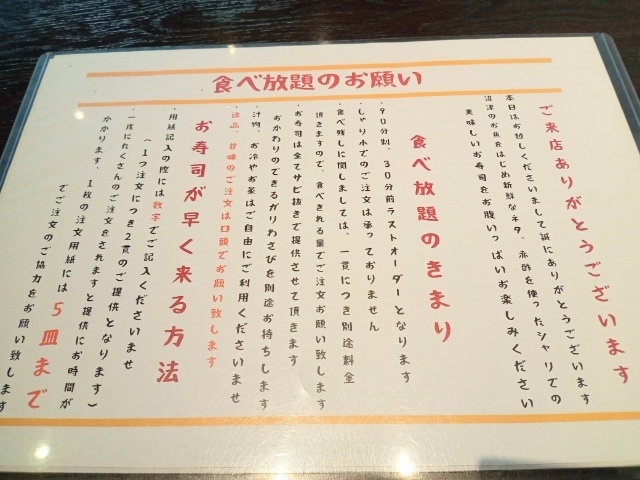 食べ放題のお願い
ご来店ありがとうございます
本日はお越しくださいまして誠にありがとうございます
沼津のお魚をはじめ新鮮なネタ、赤酢を使ったシャリでの
美味しいお寿司をお腹いっぱいお楽しみください
食べ放題のきまり
・90分制、30分前ラストオーダーとなります
・しゃり小でのご注文は承っておりません
・食べ残しに関しましては、一貫につき別途料金
頂きますので、食べきれる量でご注文お願い致します
・お寿司は全てサビ抜きで提供させて頂きます
おかわりのできるガリわさびを別途お持ちします
・汁物、お冷やお茶はご自由にご利用くださいませ
・逸品、甘味のご注文は口頭でお願い致します
お寿司が早く来る方法
・用紙記入の際には数字でご記入くださいませ
(1つ注文につき2貫のご提供となります)
・一度にたくさんのご注文をされますと提供にお時間が
かかります、1枚の注文用紙には5皿まで
でご注文のご協力をお願い致します